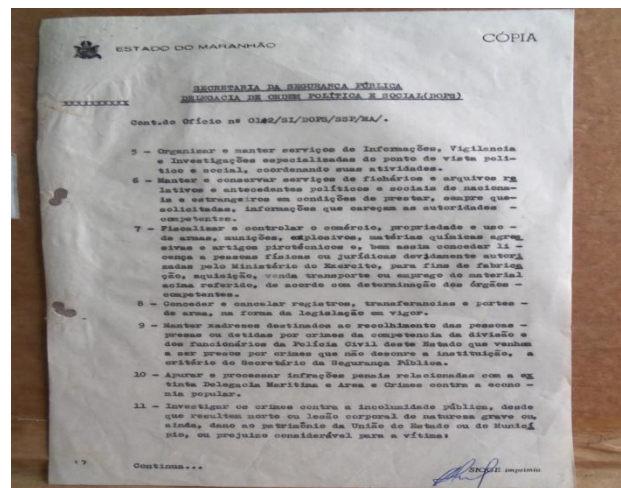 CÓPIA
ESTADO DO MARANHÃO
SECRETARIA DA SEGURANÇA PÚBLICA
DELEGACIA DE ORDEM POLÍTICA E SOCIAL(DOPS)
XXXXXXXXXX
Cont.do Ofício nº 0142/SI/DOPS/SSP/MA/.
5 - Organizar e manter serviços de Informações, Vigilancia
e Investigações especializadas do ponto de vista polí-
tico e social, coordenando suas atividades.
6 - Manter e conservar serviços de fichários e arquivos re
lativos e antecedentes políticos e sociais de naciona-
is e estrangeiros em condições de prestar, sempre que-
solicitadas, informações que careçam as autoridades -
competentes.
7 - Fiscalizar e controlar o comércio, propriedade e uso -
de armas, munições, explosivos, matérias químicas agres
sivas e artigos pirotécnicos e, bem assim conceder li
cença a pessoas físicas ou jurídicas devidamente autori
zadas pelo Ministério do Exercito, para fins de fabrica
ção, aquisição, venda transporte ou emprego do material
acima referido, de acordo com determinação dos órgãos -
competentes.
8 - Conceder e cancelar registros, transferencias e portes -
de arma, na forma da legislação em vigor.
9 - Manter xadreses destinados ao recolhimento das pessoas -
presas ou detidas por crimes da competencia da divisão e
dos funcionários da Polícia Civil deste Estado que venham
a ser presos por crimes que não desonre a instituição, a
critério do Secretário da Segurança Pública.
10 - Apurar e processar infrações penais relacionadas com a ex
tinta Delegacia Maritima e Area e Crimes contra a econo -
mia popular.
11 - Investigar os crimes contra a incolumidade pública, desde
que resultem morte ou lesão corporal de natureza grave ou,
ainda, dano ao patrimônio da União do Estado ou do Municí
pio, ou prejuizo considerável para a vítima:
Continua...
SIOGE imprimiu